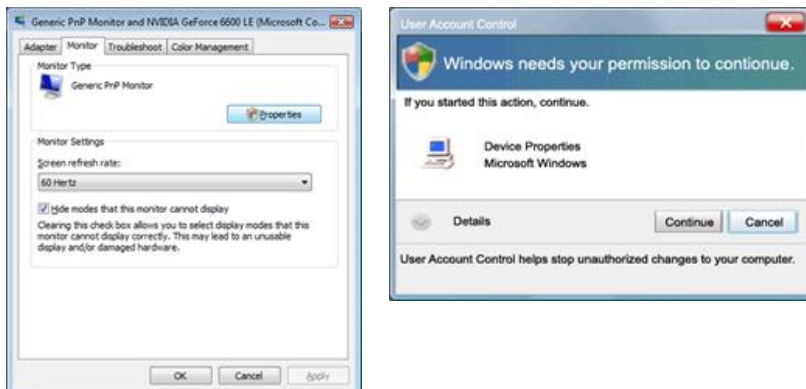 Generic PnP Monitor and NVIDIA GeForce 6600 LE (Microsoft Co...
Adapter Monitor Troubleshoot Color Management
Monitor Type
Generic PnP Monitor
Properties
Monitor Settings
Screen refresh rate:
60 Hertz
Hide modes that this monitor cannot display
Clearing this check box allows you to select display modes that this
monitor cannot display correctly. This may lead to an unusable
display and/or damaged hardware.
OK Cancel Apply
User Account Control
Windows needs your permission to contionue.
If you started this action, continue.
Device Properties
Microsoft Windows
Details Continue Cancel
User Account Control helps stop unauthorized changes to your computer.